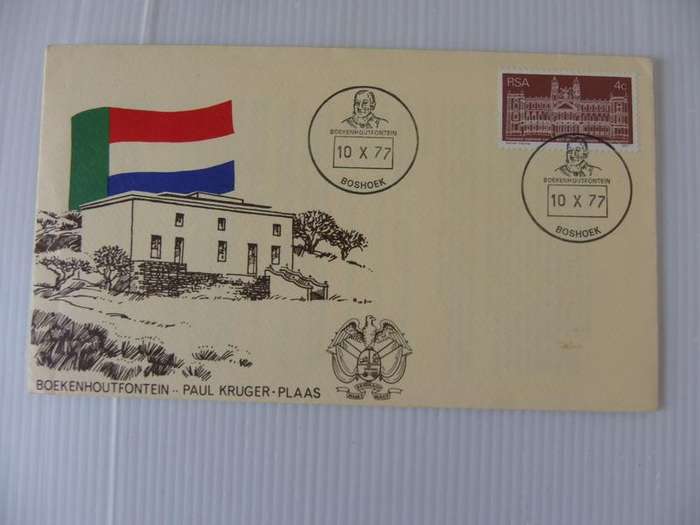 BOEKENHOUTFONTEIN
10 X 77
BOSHOEK
RSA 4c
BOEKENHOUTFONTEIN
10 X 77
BOSHOEK
BOEKENHOUTFONTEIN -- PAUL KRUGER - PLAAS